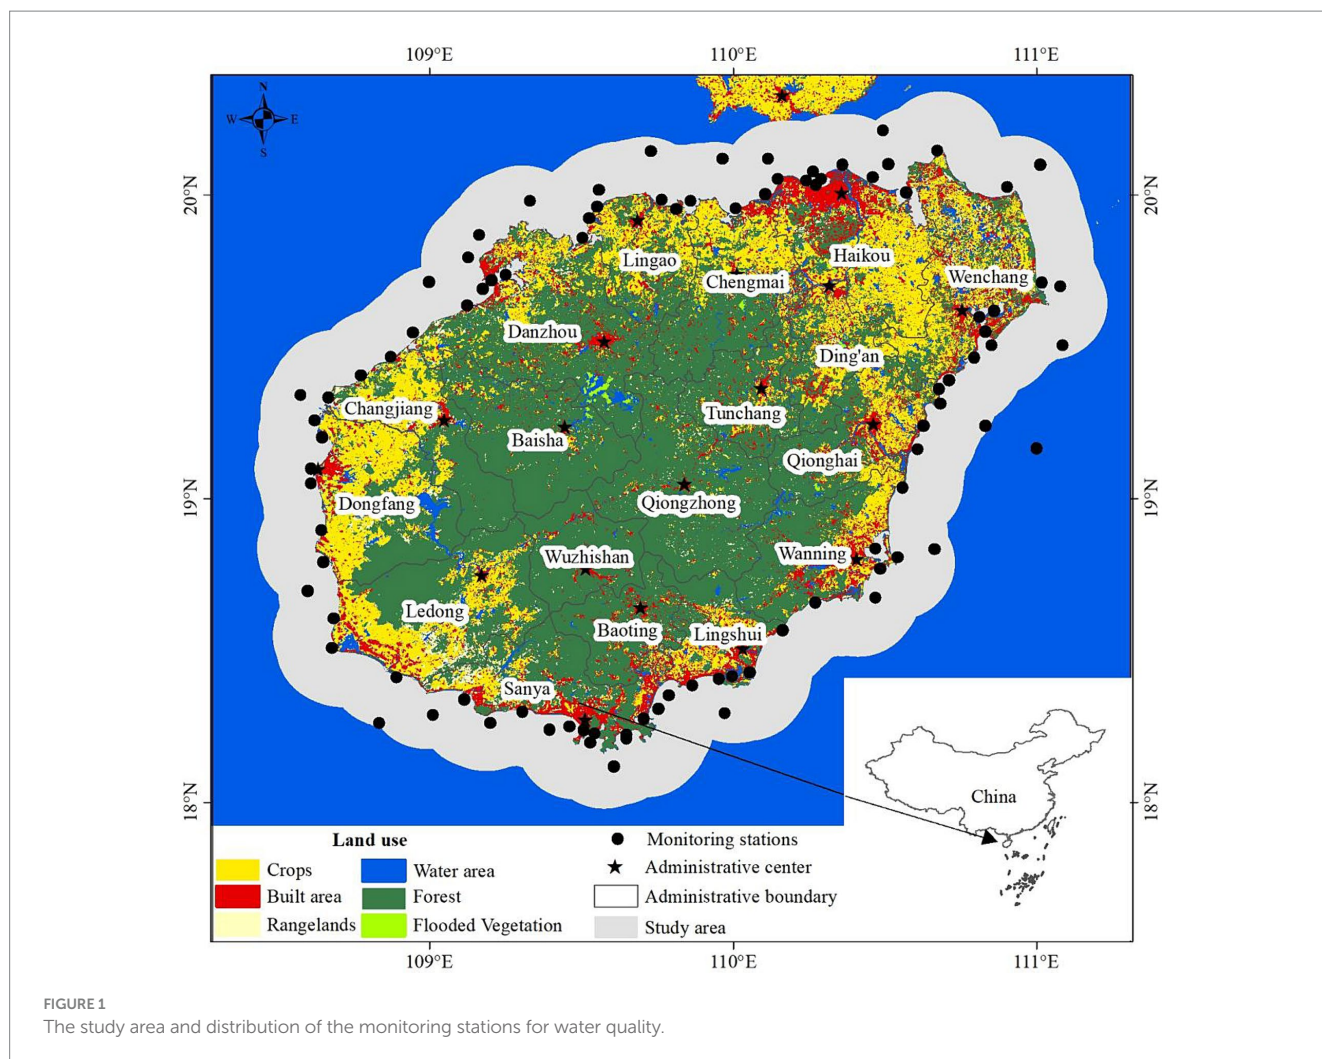 109°E
110°E
111°E
N
W
E
S
20°N
20°N
Lingao
Haikou
Chengmai
Wenchang
Danzhou
Ding'an
Changjiang
Tunchang
Baisha
Qionghai
19°N
19°N
Dongfang
Qiongzhong
Wuzhishan
Wanning
Ledong
Baoting
Lingshui
Sanya
China
18°N
18°N
Land use
Monitoring stations
Crops
Water area
Administrative center
Built area
Forest
Administrative boundary
Rangelands
Flooded Vegetation
Study area
109°E
110°E
111°E
FIGURE 1
The study area and distribution of the monitoring stations for water quality.